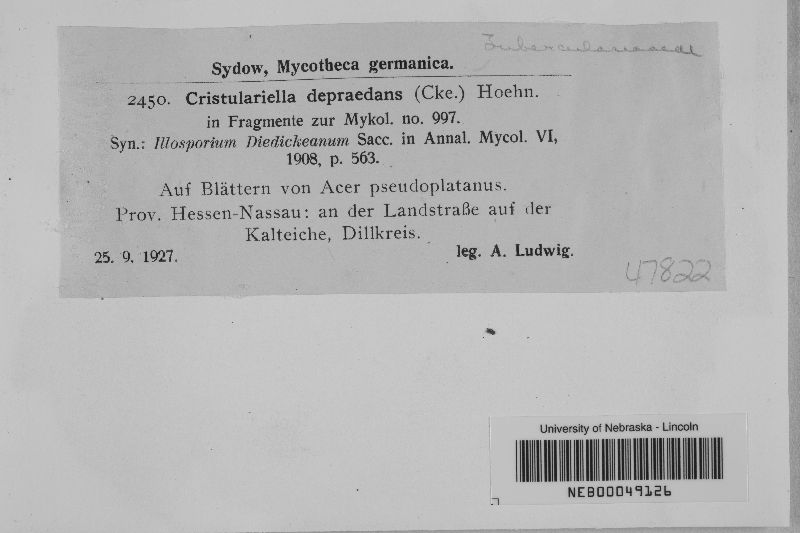 Tuberculariaceae
Sydow, Mycotheca germanica.
2450. Cristulariella depraedans (Cke.) Hoehn.
in Fragmente zur Mykol. no. 997.
Syn.: Illosporium Diedickeanum Sacc. in Annal. Mycol. VI,
1908, p. 563.
Auf Blättern von Acer pseudoplatanus.
Prov. Hessen-Nassau: an der Landstraße auf der
Kalteiche, Dillkreis.
25. 9. 1927. leg. A. Ludwig.
47822
University of Nebraska - Lincoln
NEB00049126